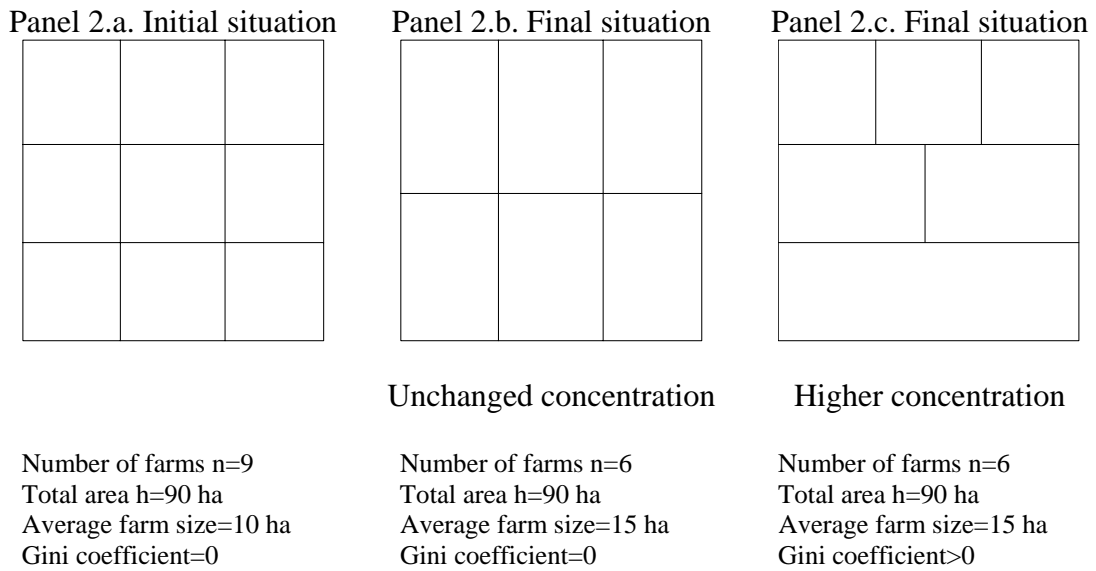 Panel 2.a. Initial situation
Panel 2.b. Final situation
Panel 2.c. Final situation
Unchanged concentration
Higher concentration
Number of farms n=9
Total area h=90 ha
Average farm size=10 ha
Gini coefficient=0
Number of farms n=6
Total area h=90 ha
Average farm size=15 ha
Gini coefficient=0
Number of farms n=6
Total area h=90 ha
Average farm size=15 ha
Gini coefficient>0